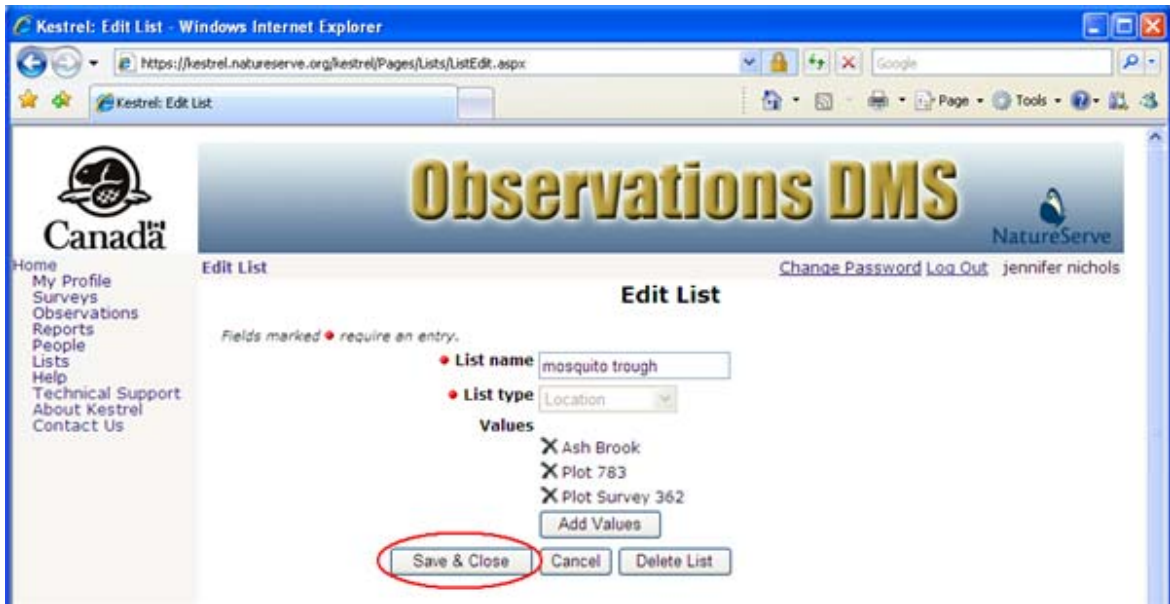 Kestrel: Edit List - Windows Internet Explorer
https://kestrel.natureserve.org/kestrel/Pages/Lists/ListEdit.aspx
Google
Kestrel: Edit List
Page
Tools
Canada
Observations DMS
NatureServe
Home
My Profile
Surveys
Observations
Reports
People
Lists
Help
Technical Support
About Kestrel
Contact Us
Edit List
Change Password Log Out jennifer nichols
Edit List
Fields marked require an entry.
List name mosquito trough
List type Location
Values
Ash Brook
Plot 783
Plot Survey 362
Add Values
Save & Close Cancel Delete List